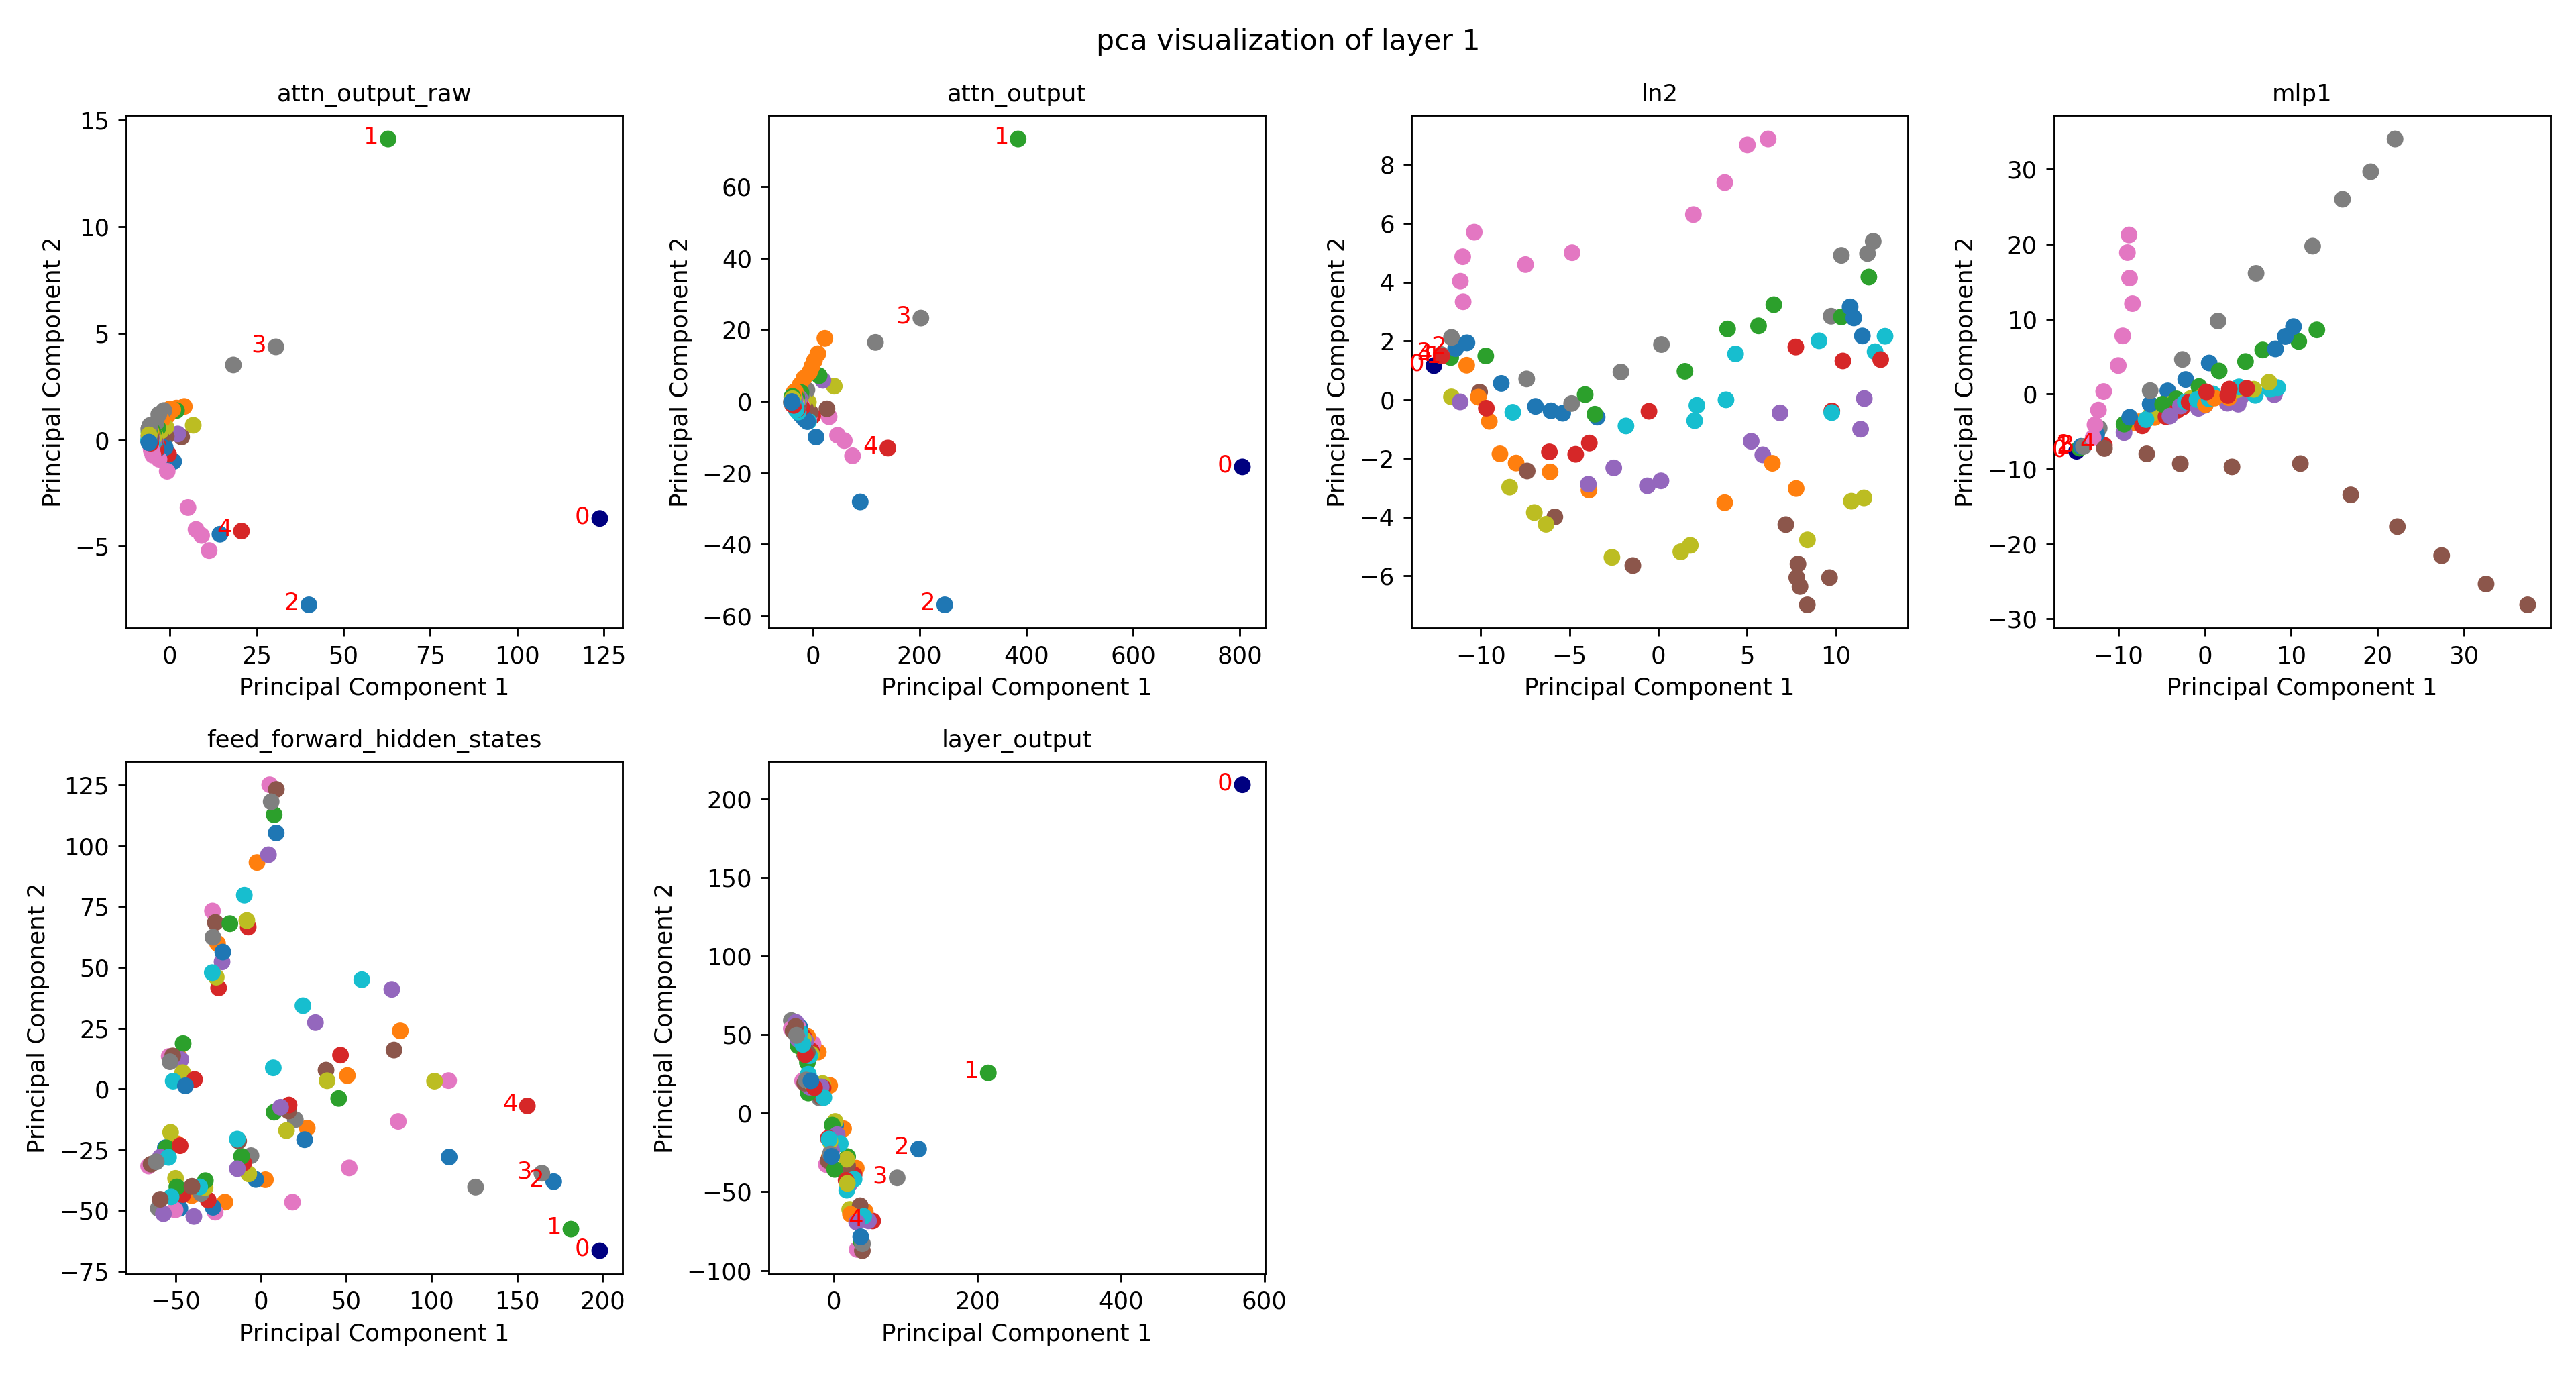 pca visualization of layer 1
attn_output_raw
15
10
5
0
−5
0 25 50 75 100 125
Principal Component 2
Principal Component 1
1
3
4
0
2
attn_output
60
40
20
0
−20
−40
−60
0 200 400 600 800
Principal Component 2
Principal Component 1
1
3
4
0
2
ln2
8
6
4
2
0
−2
−4
−6
−10 −5 0 5 10
Principal Component 2
Principal Component 1
2
0
mlp1
30
20
10
0
−10
−20
−30
−10 0 10 20 30
Principal Component 2
Principal Component 1
4
0
feed_forward_hidden_states
125
100
75
50
25
0
−25
−50
−75
−50 0 50 100 150 200
Principal Component 2
Principal Component 1
4
3
2
1
0
layer_output
200
150
100
50
0
−50
−100
0 200 400 600
Principal Component 2
Principal Component 1
0
1
2
3
4